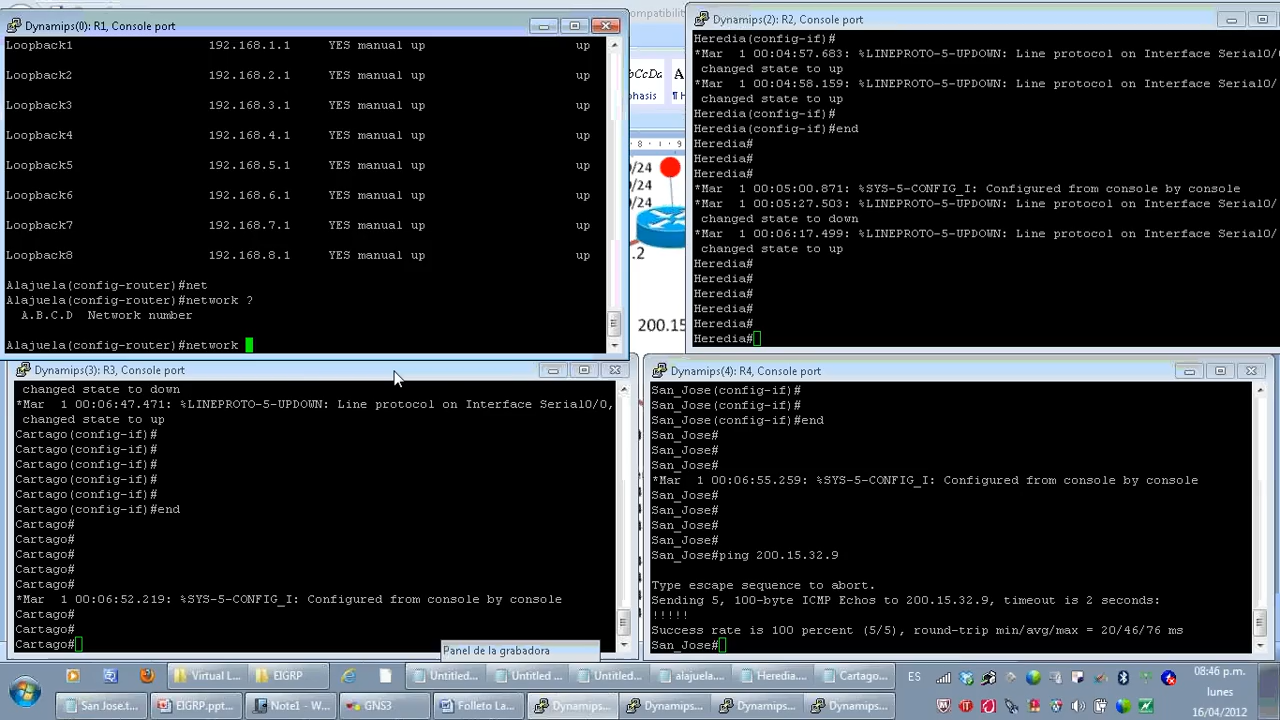 Dynamips(0): R1, Console port
Loopback1 192.168.1.1 YES manual up up
Loopback2 192.168.2.1 YES manual up up
Loopback3 192.168.3.1 YES manual up up
Loopback4 192.168.4.1 YES manual up up
Loopback5 192.168.5.1 YES manual up up
Loopback6 192.168.6.1 YES manual up up
Loopback7 192.168.7.1 YES manual up up
Loopback8 192.168.8.1 YES manual up up
Alajuela(config-router)#net
Alajuela(config-router)#network ?
A.B.C.D Network number
Alajuela(config-router)#network
ompatibility
CcDd
A
phasis
¶ H
0/24
/24
/24
.2
200.15
Dynamips(2): R2, Console port
Heredia(config-if)#
*Mar 1 00:04:57.683: %LINEPROTO-5-UPDOWN: Line protocol on Interface Serial0/
changed state to up
*Mar 1 00:04:58.159: %LINEPROTO-5-UPDOWN: Line protocol on Interface Serial0/
changed state to up
Heredia(config-if)#
Heredia(config-if)#end
Heredia#
Heredia#
Heredia#
*Mar 1 00:05:00.871: %SYS-5-CONFIG_I: Configured from console by console
*Mar 1 00:05:27.503: %LINEPROTO-5-UPDOWN: Line protocol on Interface Serial0/
changed state to down
*Mar 1 00:06:17.499: %LINEPROTO-5-UPDOWN: Line protocol on Interface Serial0/
changed state to up
Heredia#
Heredia#
Heredia#
Heredia#
Heredia#
Heredia#
Dynamips(3): R3, Console port
changed state to down
*Mar 1 00:06:47.471: %LINEPROTO-5-UPDOWN: Line protocol on Interface Serial0/0,
changed state to up
Cartago(config-if)#
Cartago(config-if)#
Cartago(config-if)#
Cartago(config-if)#
Cartago(config-if)#
Cartago(config-if)#end
Cartago#
Cartago#
Cartago#
Cartago#
Cartago#
*Mar 1 00:06:52.219: %SYS-5-CONFIG_I: Configured from console by console
Cartago#
Cartago#
Cartago#
Dynamips(4): R4, Console port
San_Jose(config-if)#
San_Jose(config-if)#
San_Jose(config-if)#end
San_Jose#
San_Jose#
San_Jose#
*Mar 1 00:06:55.259: %SYS-5-CONFIG_I: Configured from console by console
San_Jose#
San_Jose#
San_Jose#
San_Jose#
San_Jose#ping 200.15.32.9
Type escape sequence to abort.
Sending 5, 100-byte ICMP Echos to 200.15.32.9, timeout is 2 seconds:
!!!!!
Success rate is 100 percent (5/5), round-trip min/avg/max = 20/46/76 ms
San_Jose#
Panel de la grabadora
Virtual L... EIGRP Untitled... Untitled ... Untitled... alajuela... Heredia... Cartago... ES 08:46 p.m.
lunes
San Jose.t... EIGRP.ppt... Note1 - W... GNS3 Folleto La... Dynamips... Dynamips... Dynamips... Dynamips... 16/04/2012